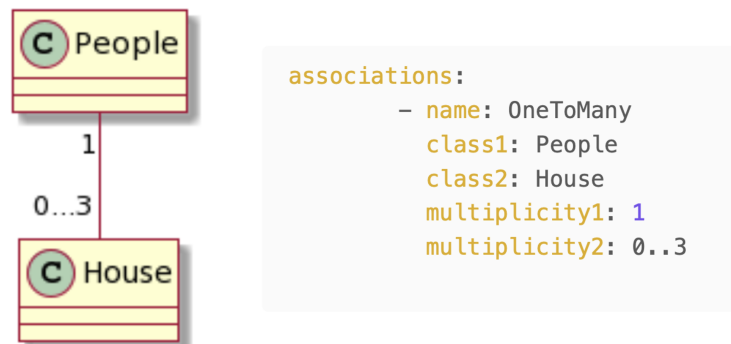 C People
1
0...3
C House
associations:
- name: OneToMany
class1: People
class2: House
multiplicity1: 1
multiplicity2: 0..3